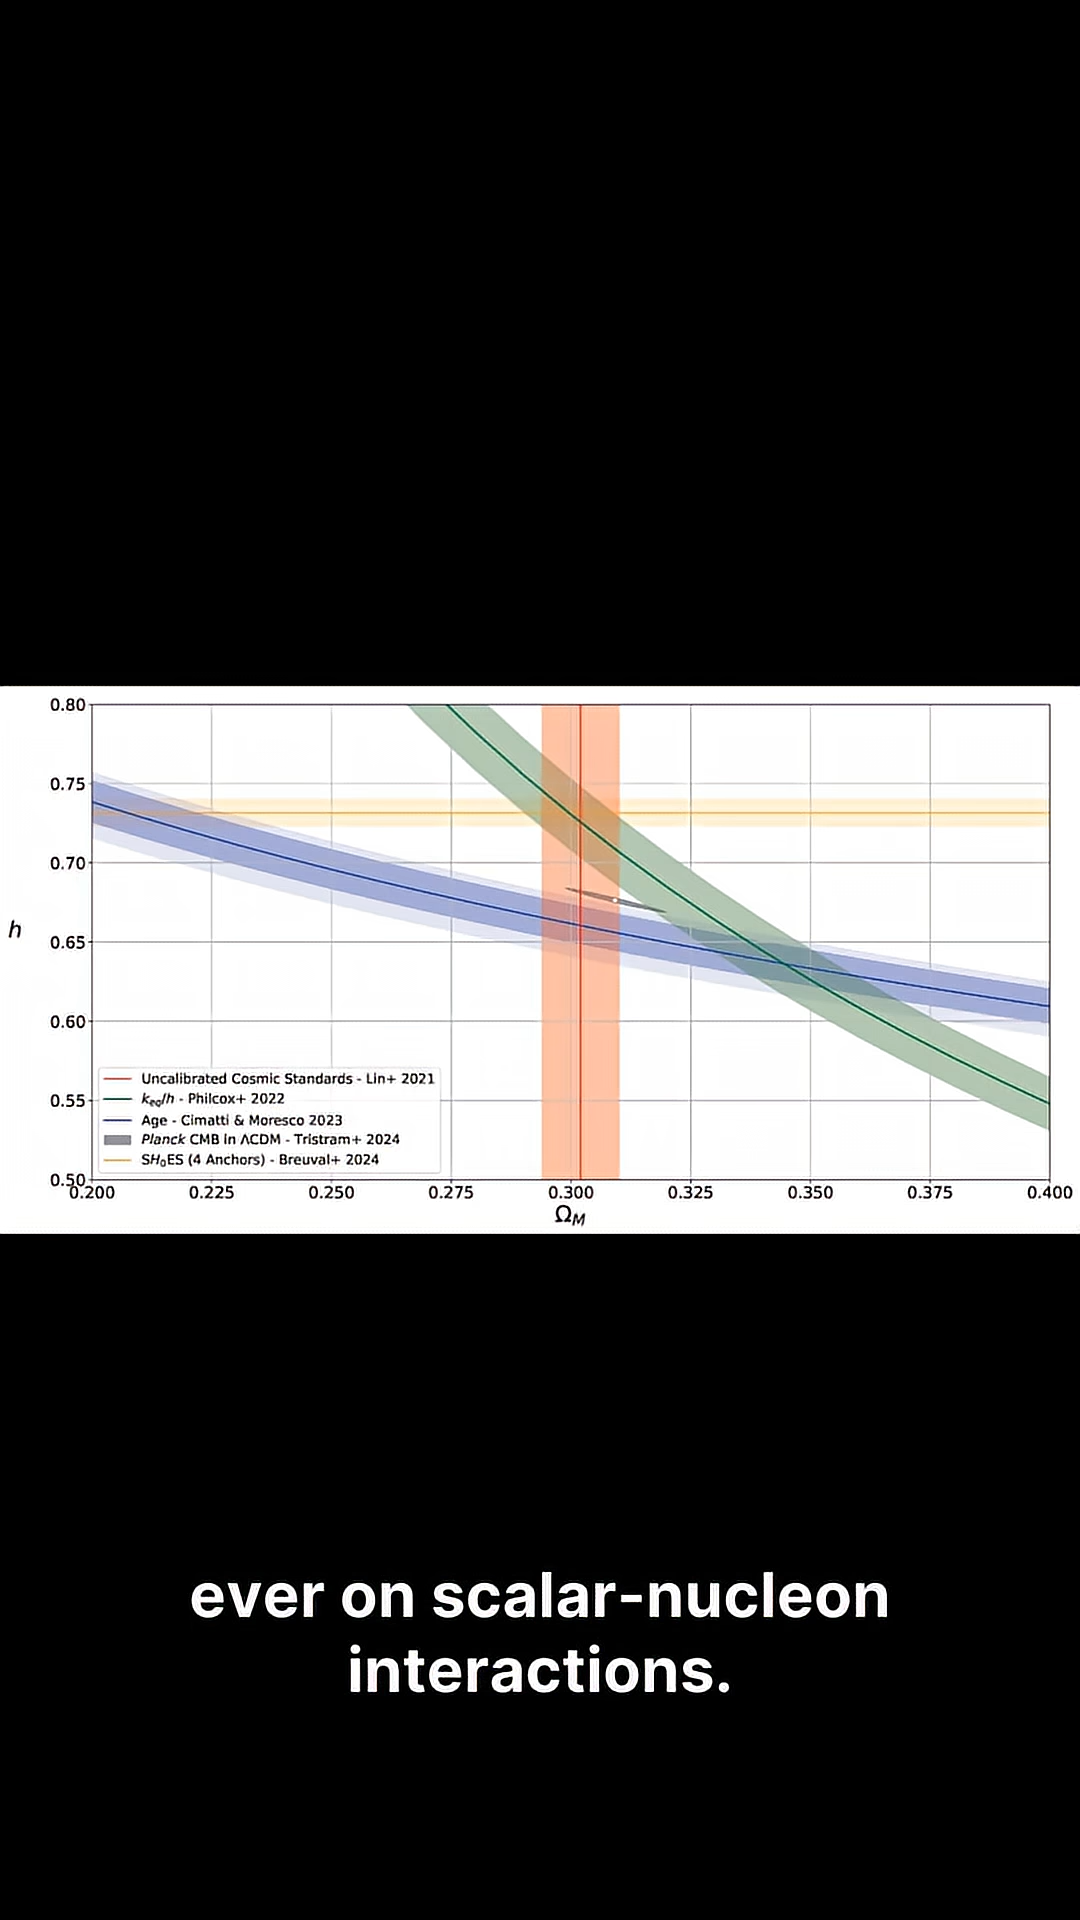 0.80
0.75
0.70
h
0.65
0.60
0.55
0.50
Uncalibrated Cosmic Standards - Lin+ 2021
k_eq/h - Philcox+ 2022
Age - Cimatti & Moresco 2023
Planck CMB in ΛCDM - Tristram+ 2024
SH₀ES (4 Anchors) - Breuval+ 2024
0.200 0.225 0.250 0.275 0.300 0.325 0.350 0.375 0.400
Ω_M
ever on scalar-nucleon
interactions.